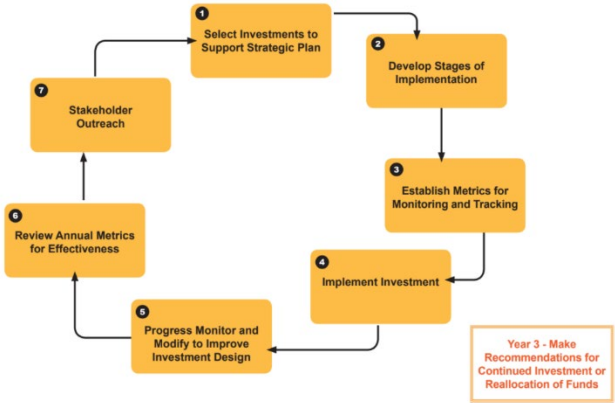 1
Select Investments to
Support Strategic Plan
2
Develop Stages of
Implementation
3
Establish Metrics for
Monitoring and Tracking
4
Implement Investment
5
Progress Monitor and
Modify to Improve
Investment Design
6
Review Annual Metrics
for Effectiveness
7
Stakeholder
Outreach
Year 3 - Make
Recommendations for
Continued Investment or
Reallocation of Funds